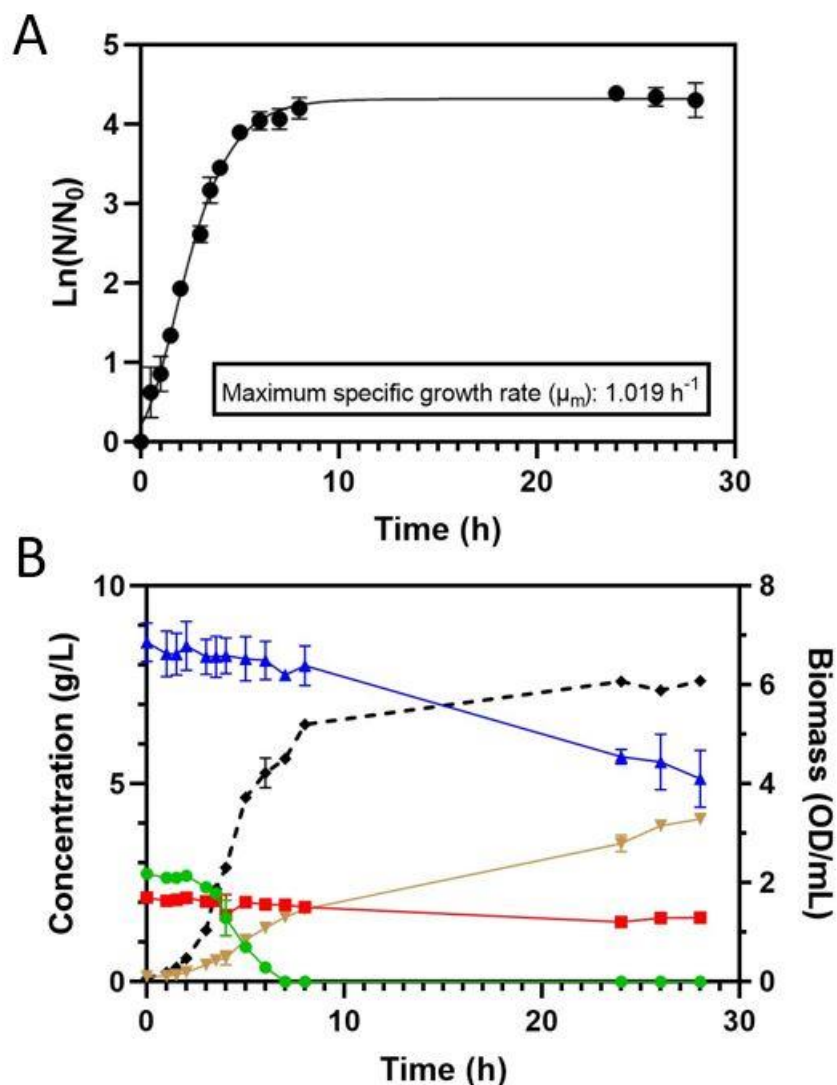 A
Ln(N/N₀)
5
4
3
2
1
0
Maximum specific growth rate (μₘ): 1.019 h⁻¹
0 10 20 30
Time (h)
B
Concentration (g/L)
10
5
0
8
6
4
2
0
Biomass (OD/mL)
0 10 20 30
Time (h)